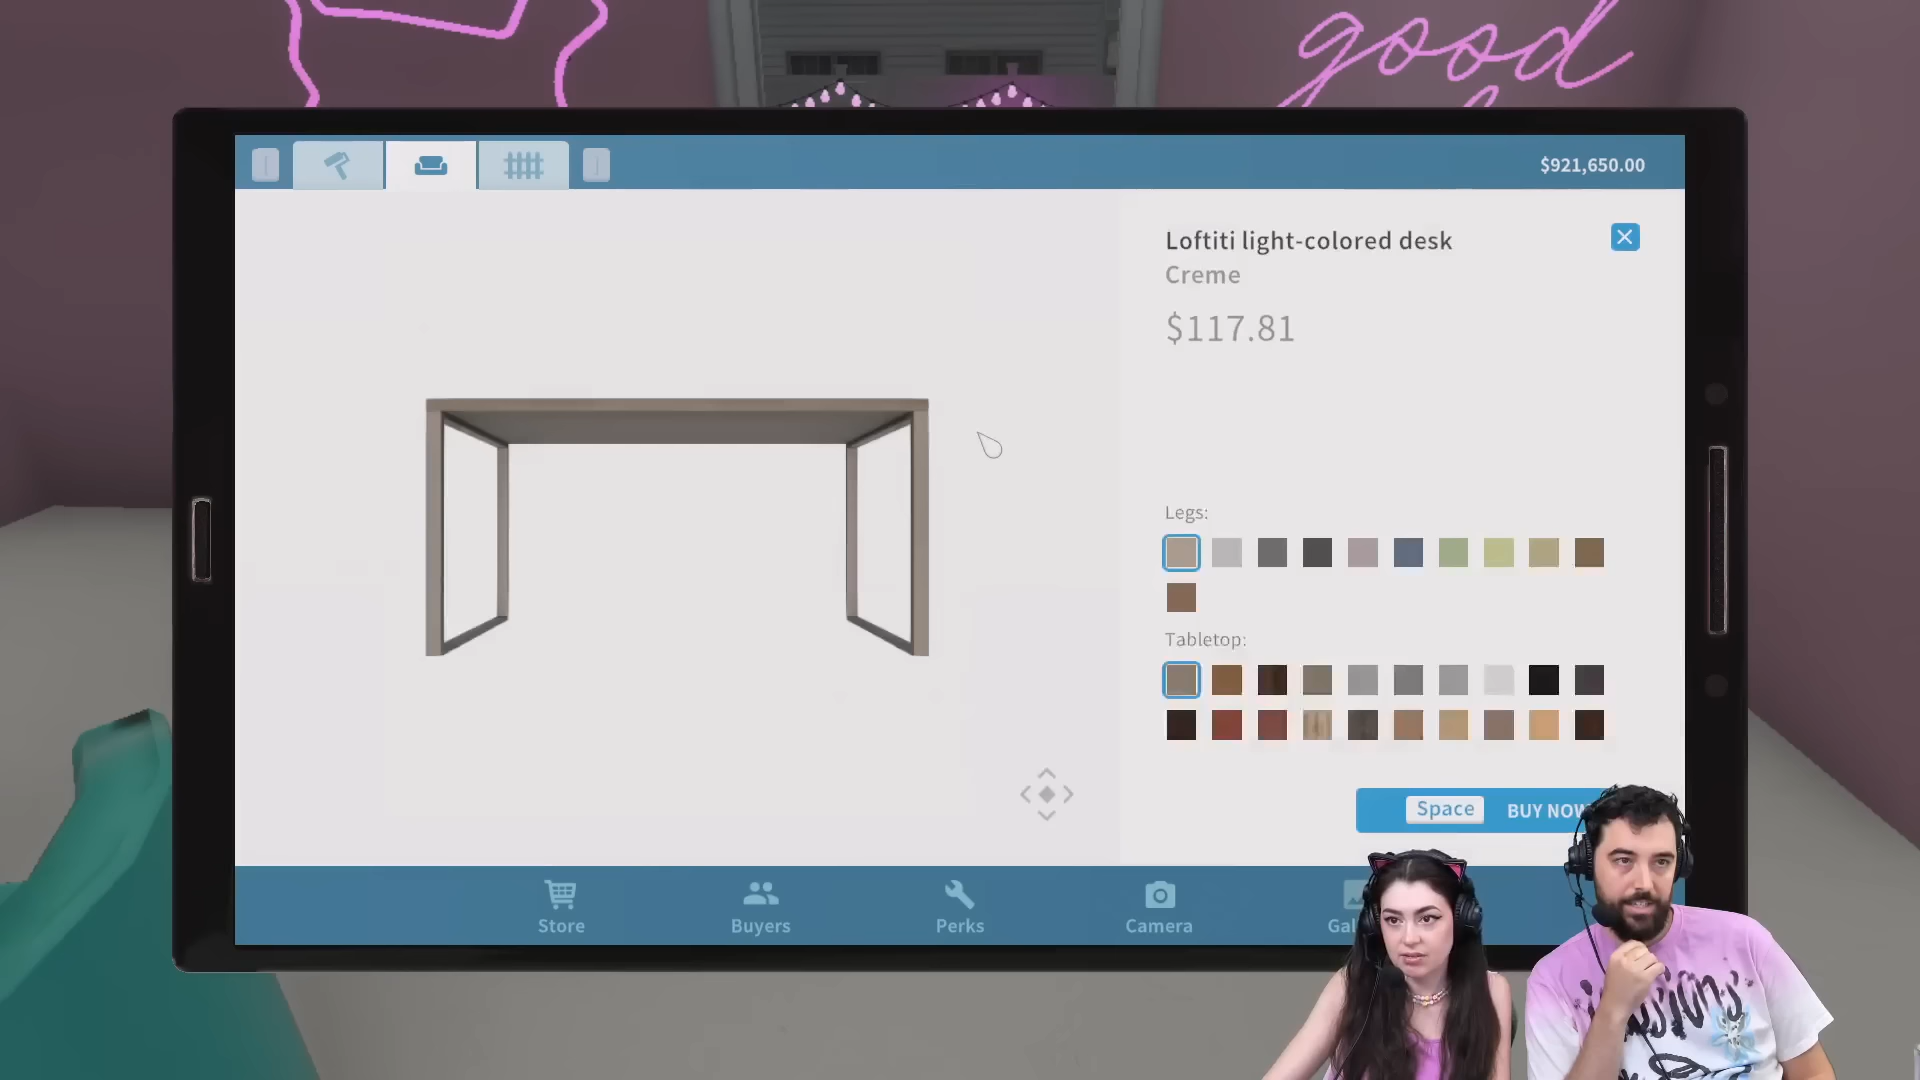 good
$921,650.00
Loftiti light-colored desk
Creme
$117.81
Legs:
Tabletop:
Space BUY NOW
Store
Buyers
Perks
Camera